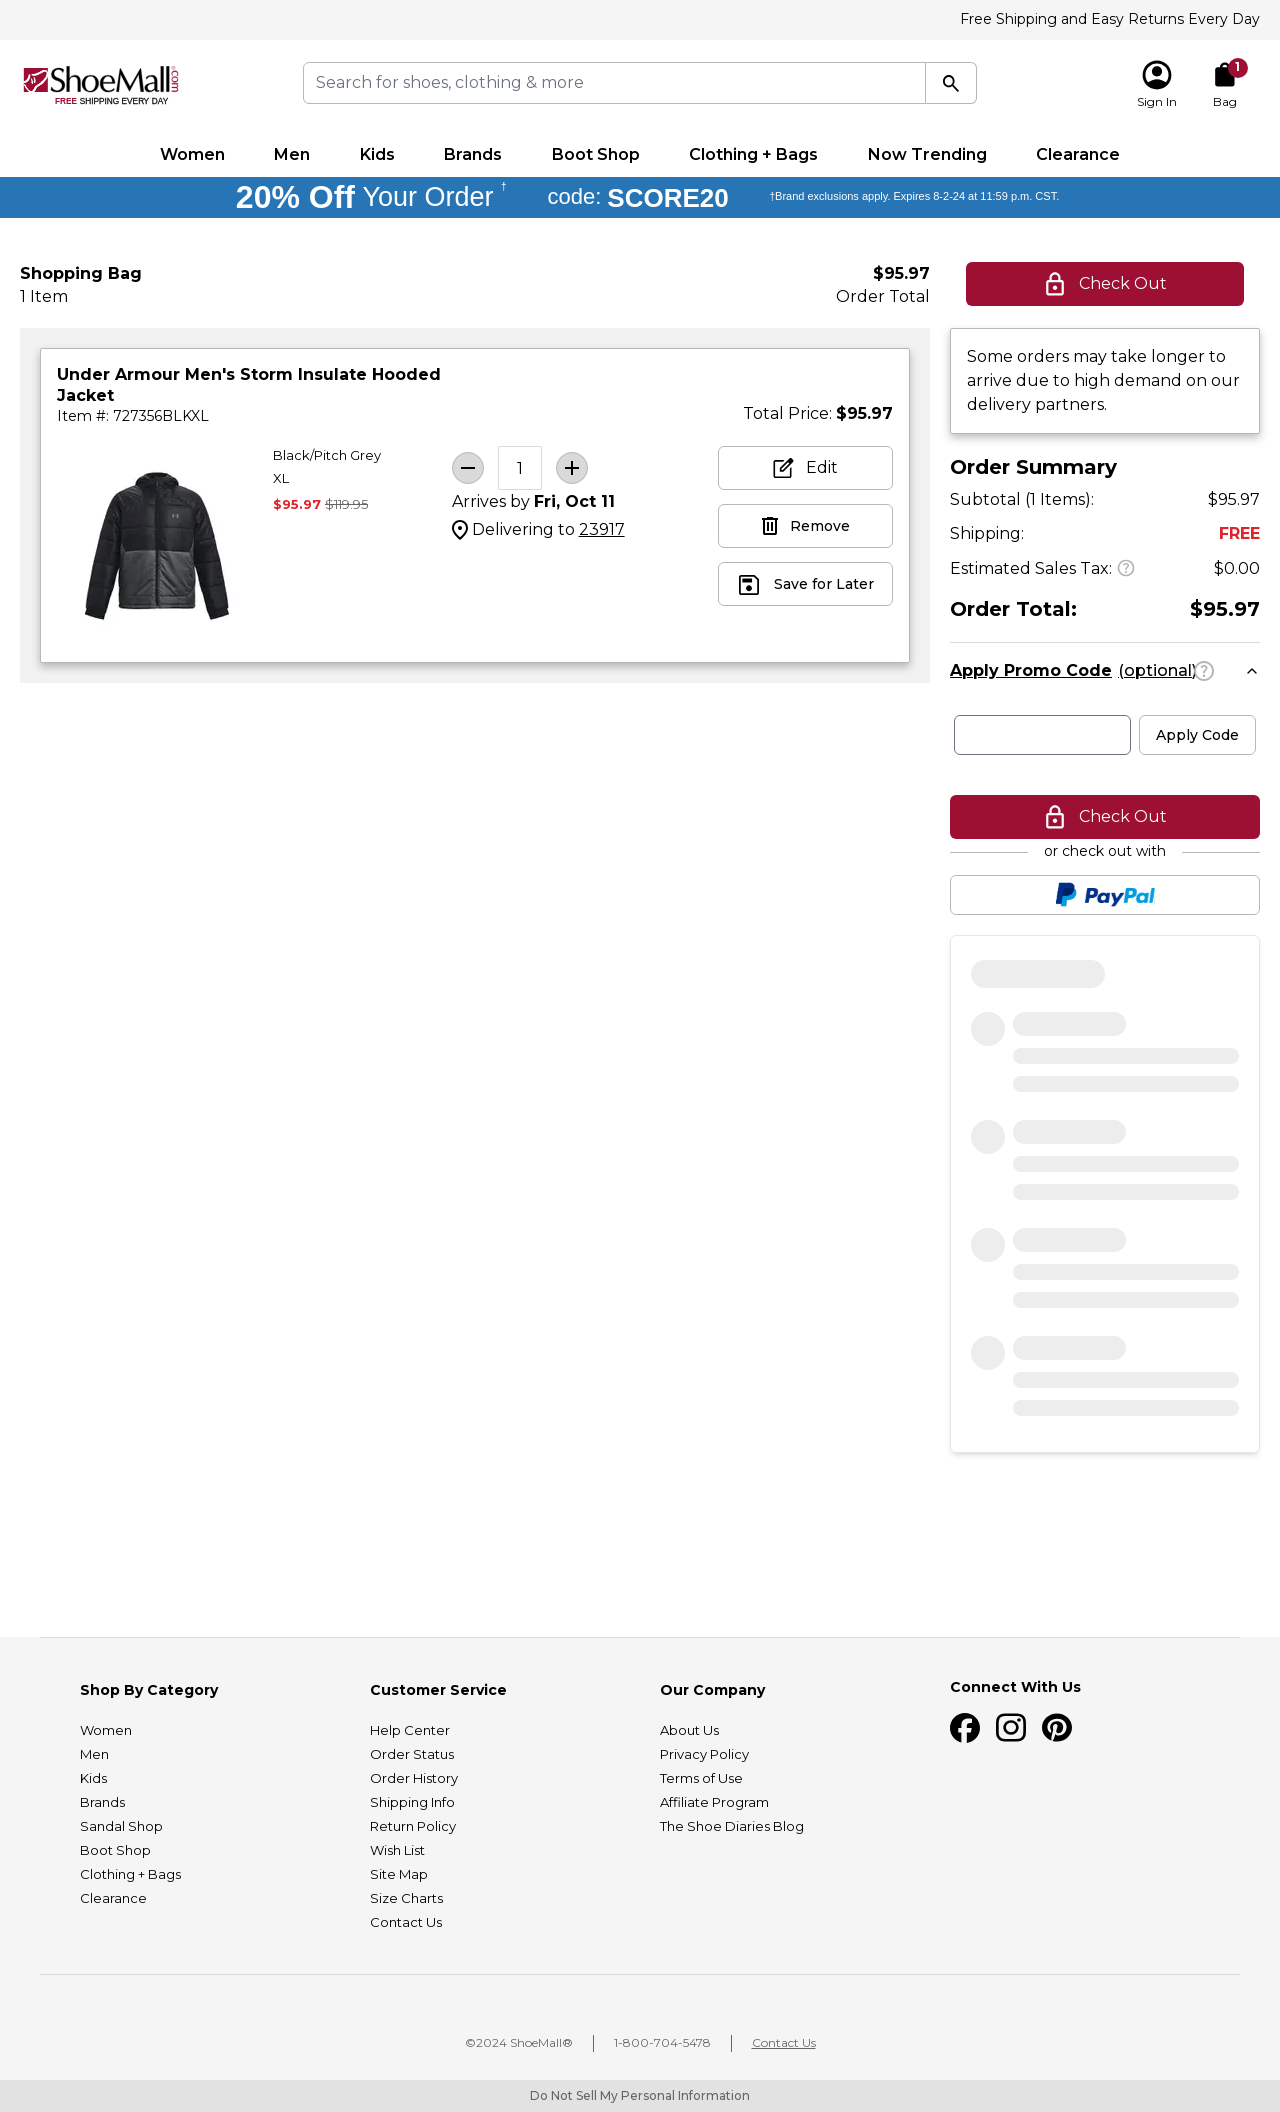 Free Shipping and Easy Returns Every Day
ShoeMall®.com
FREE SHIPPING EVERY DAY
Search for shoes, clothing & more
Sign In
1
Bag
Women Men Kids Brands Boot Shop Clothing + Bags Now Trending Clearance
20% Off Your Order † code: SCORE20 †Brand exclusions apply. Expires 8-2-24 at 11:59 p.m. CST.
Shopping Bag
1 Item
$95.97
Order Total
Check Out
Under Armour Men's Storm Insulate Hooded
Jacket
Item #: 727356BLKXL
Total Price: $95.97
Black/Pitch Grey
XL
$95.97 $119.95
1
Arrives by Fri, Oct 11
Delivering to 23917
Edit
Remove
Save for Later
Some orders may take longer to
arrive due to high demand on our
delivery partners.
Order Summary
Subtotal (1 Items): $95.97
Shipping: FREE
Estimated Sales Tax: ? $0.00
Order Total: $95.97
Apply Promo Code (optional) ?
Apply Code
Check Out
or check out with
PayPal
Shop By Category
Women
Men
Kids
Brands
Sandal Shop
Boot Shop
Clothing + Bags
Clearance
Customer Service
Help Center
Order Status
Order History
Shipping Info
Return Policy
Wish List
Site Map
Size Charts
Contact Us
Our Company
About Us
Privacy Policy
Terms of Use
Affiliate Program
The Shoe Diaries Blog
Connect With Us
©2024 ShoeMall® 1-800-704-5478 Contact Us
Do Not Sell My Personal Information